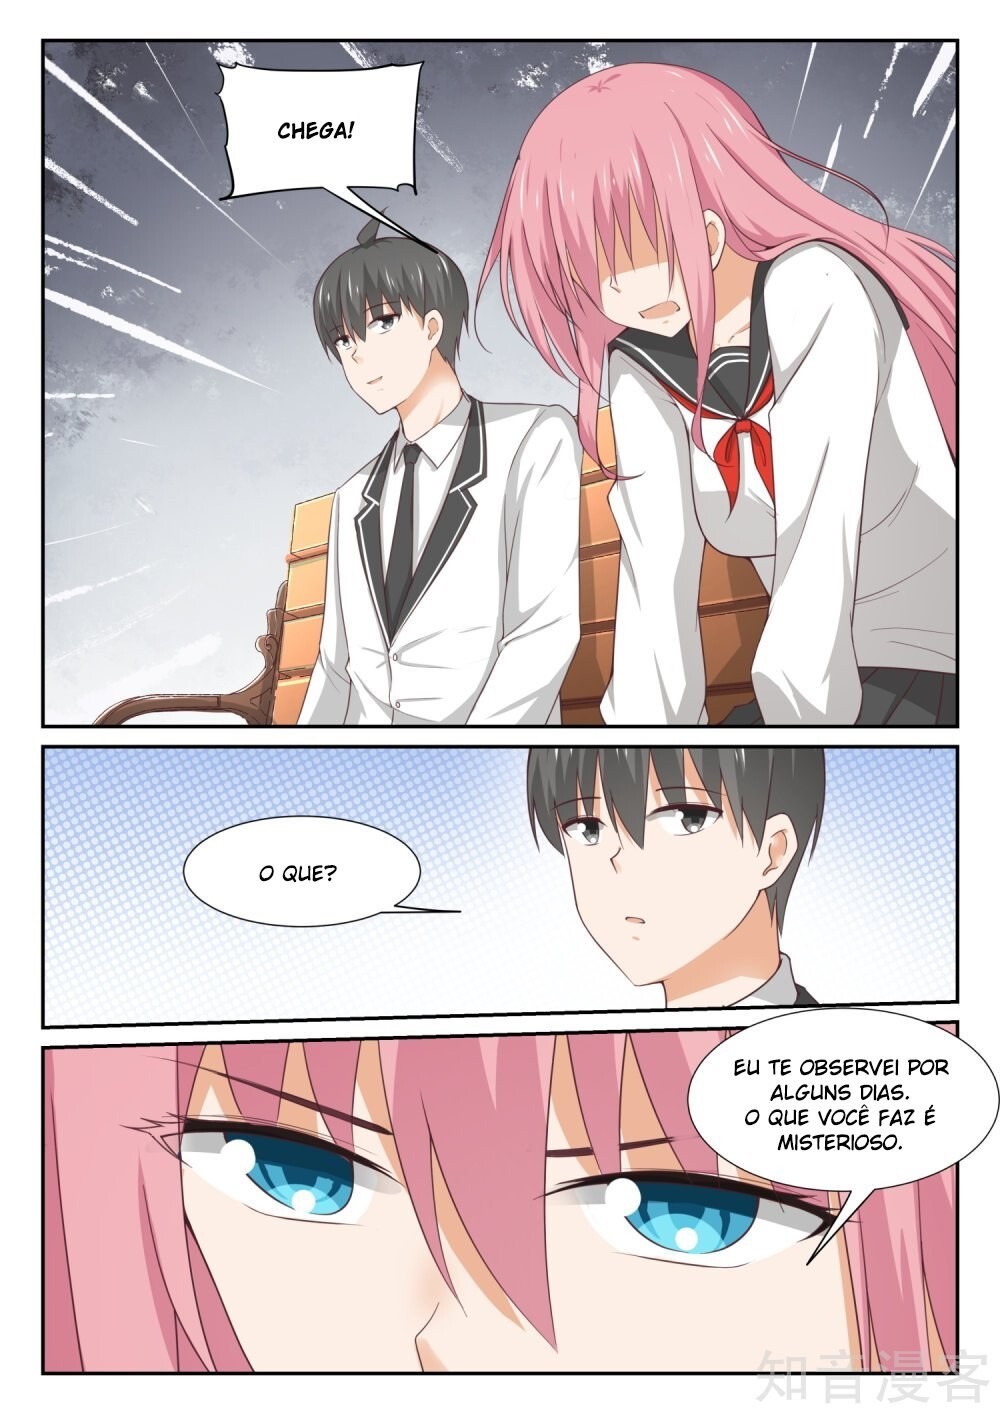 CHEGA!
O QUE?
EU TE OBSERVEI POR
ALGUNS DIAS.
O QUE VOCÊ FAZ É
MISTERIOSO.
知音漫客